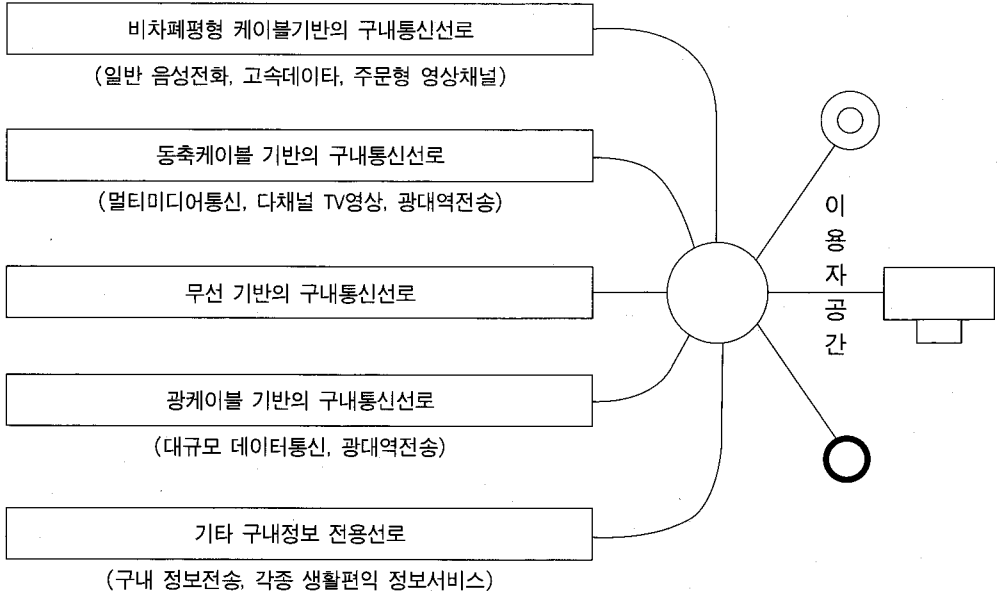 비차폐평형 케이블기반의 구내통신선로
(일반 음성전화, 고속데이타, 주문형 영상채널)
동축케이블 기반의 구내통신선로
(멀티미디어통신, 다채널 TV영상, 광대역전송)
무선 기반의 구내통신선로
광케이블 기반의 구내통신선로
(대규모 데이터통신, 광대역전송)
기타 구내정보 전용선로
(구내 정보전송, 각종 생활편익 정보서비스)
이용자공간